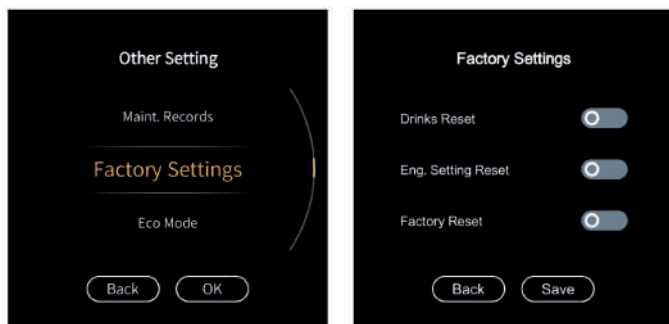 Other Setting
Maint. Records
Factory Settings
Eco Mode
Back OK
Factory Settings
Drinks Reset
Eng. Setting Reset
Factory Reset
Back Save